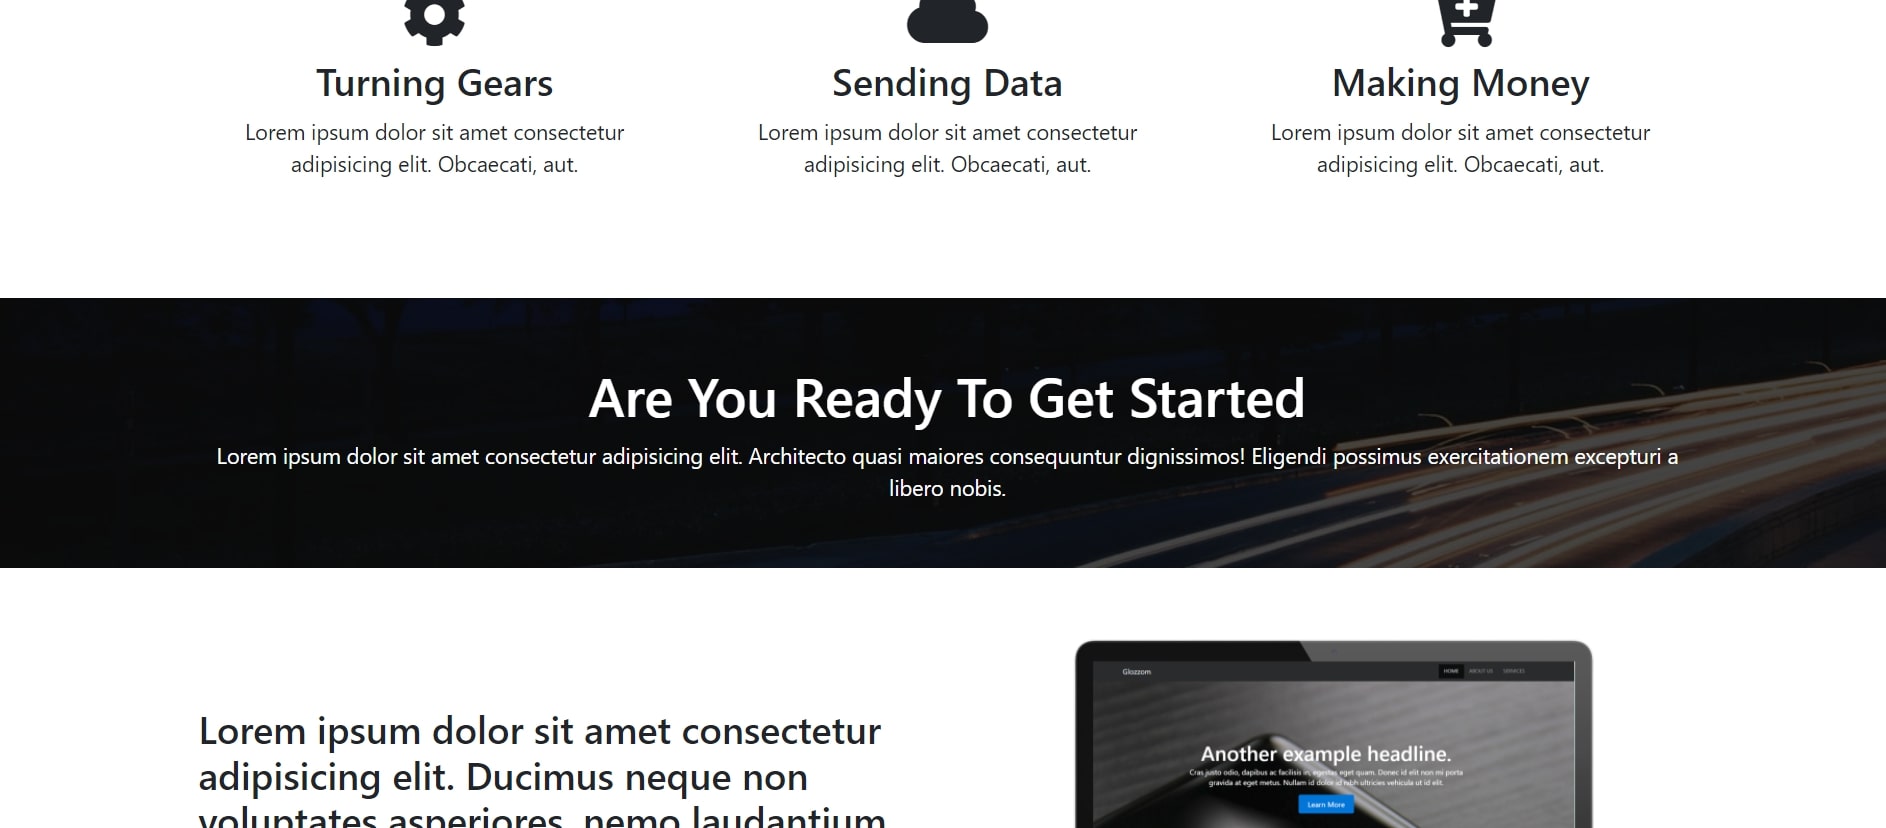 Turning Gears
Lorem ipsum dolor sit amet consectetur
adipisicing elit. Obcaecati, aut.
Sending Data
Lorem ipsum dolor sit amet consectetur
adipisicing elit. Obcaecati, aut.
Making Money
Lorem ipsum dolor sit amet consectetur
adipisicing elit. Obcaecati, aut.
Are You Ready To Get Started
Lorem ipsum dolor sit amet consectetur adipisicing elit. Architecto quasi maiores consequuntur dignissimos! Eligendi possimus exercitationem excepturi a
libero nobis.
Lorem ipsum dolor sit amet consectetur
adipisicing elit. Ducimus neque non
voluptates asperiores, nemo laudantium
Glozzom
HOME ABOUT US SERVICES
Another example headline.
Cras justo odio, dapibus ac facilisis in, egestas eget quam. Donec id elit non mi porta
gravida at eget metus. Nullam id dolor id nibh ultricies vehicula ut id elit.
Learn More